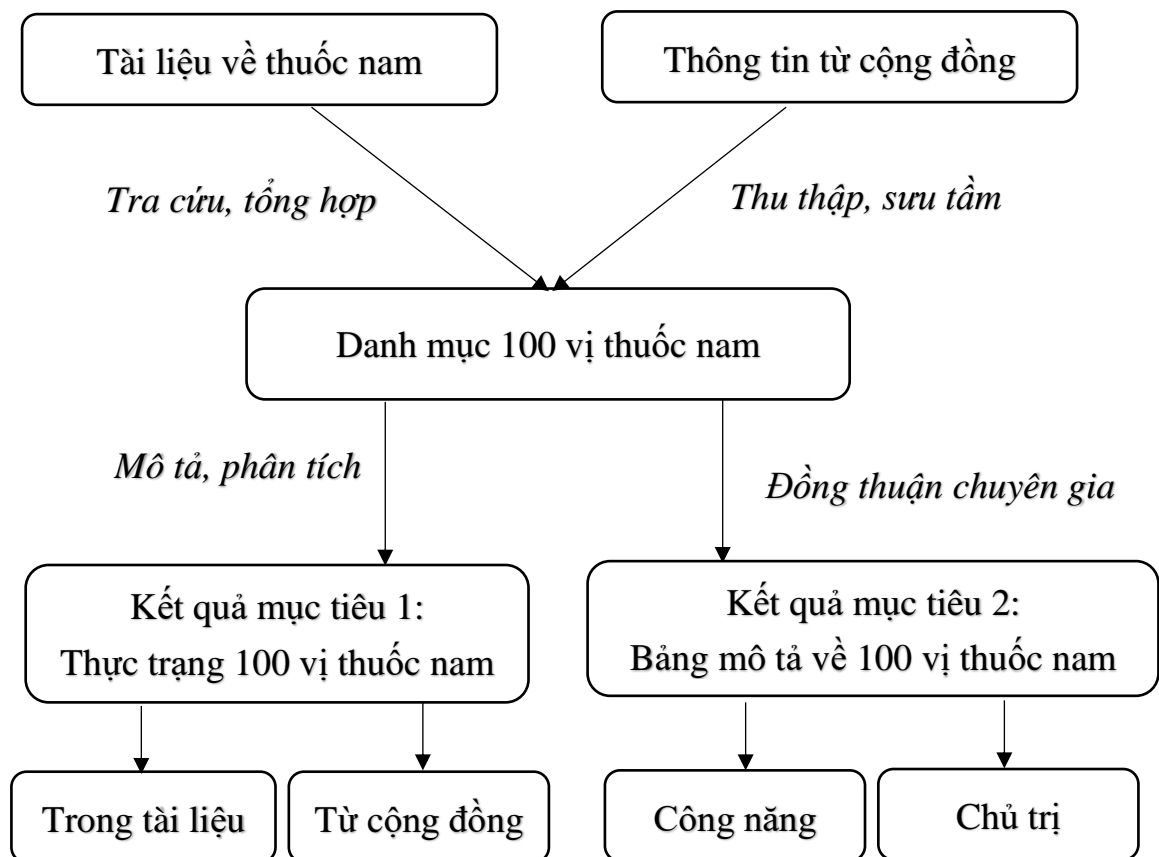 Tài liệu về thuốc nam
Thông tin từ cộng đồng
Tra cứu, tổng hợp
Thu thập, sưu tầm
Danh mục 100 vị thuốc nam
Mô tả, phân tích
Đồng thuận chuyên gia
Kết quả mục tiêu 1:
Thực trạng 100 vị thuốc nam
Kết quả mục tiêu 2:
Bảng mô tả về 100 vị thuốc nam
Trong tài liệu
Từ cộng đồng
Công năng
Chủ trị